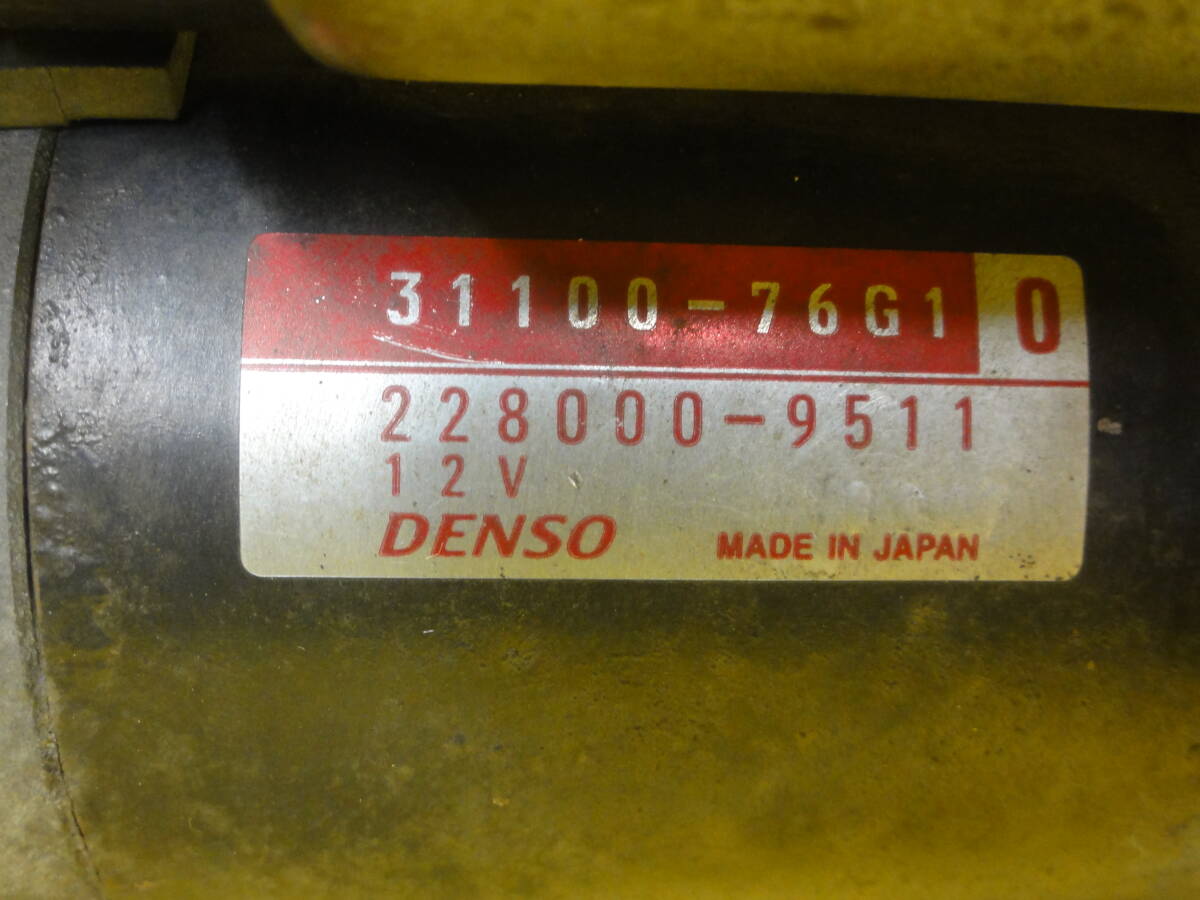 31100-76G1 0
228000-9511
12V
DENSO MADE IN JAPAN